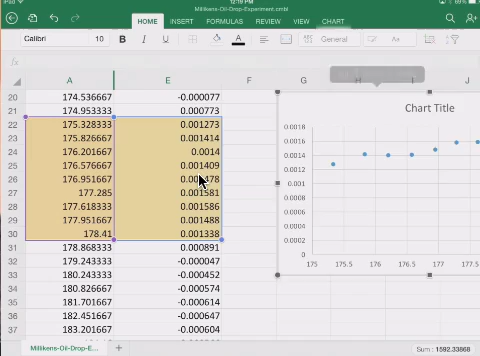 iPad
12:19 PM
69%
Millikens-Oil-Drop-Experiment.cmbl
HOME INSERT FORMULAS REVIEW VIEW CHART
Calibri 10 B I U A General
fx
A E F G H I J
20 174.536667 -0.000077
21 174.953333 0.000773
22 175.328333 0.001273
23 175.826667 0.001414
24 176.201667 0.0014
25 176.576667 0.001409
26 176.951667 0.001478
27 177.285 0.001581
28 177.618333 0.001586
29 177.951667 0.001488
30 178.41 0.001338
31 178.868333 0.000891
32 179.243333 -0.000047
33 180.243333 -0.000452
34 180.826667 -0.000574
35 181.701667 -0.000614
36 182.451667 -0.000647
37 183.201667 -0.000604
Chart Title
0.0018
0.0016
0.0014
0.0012
0.001
0.0008
0.0006
0.0004
0.0002
0
175 175.5 176 176.5 177 177.5
Millikens-Oil-Drop-E... +
Sum : 1592.33868